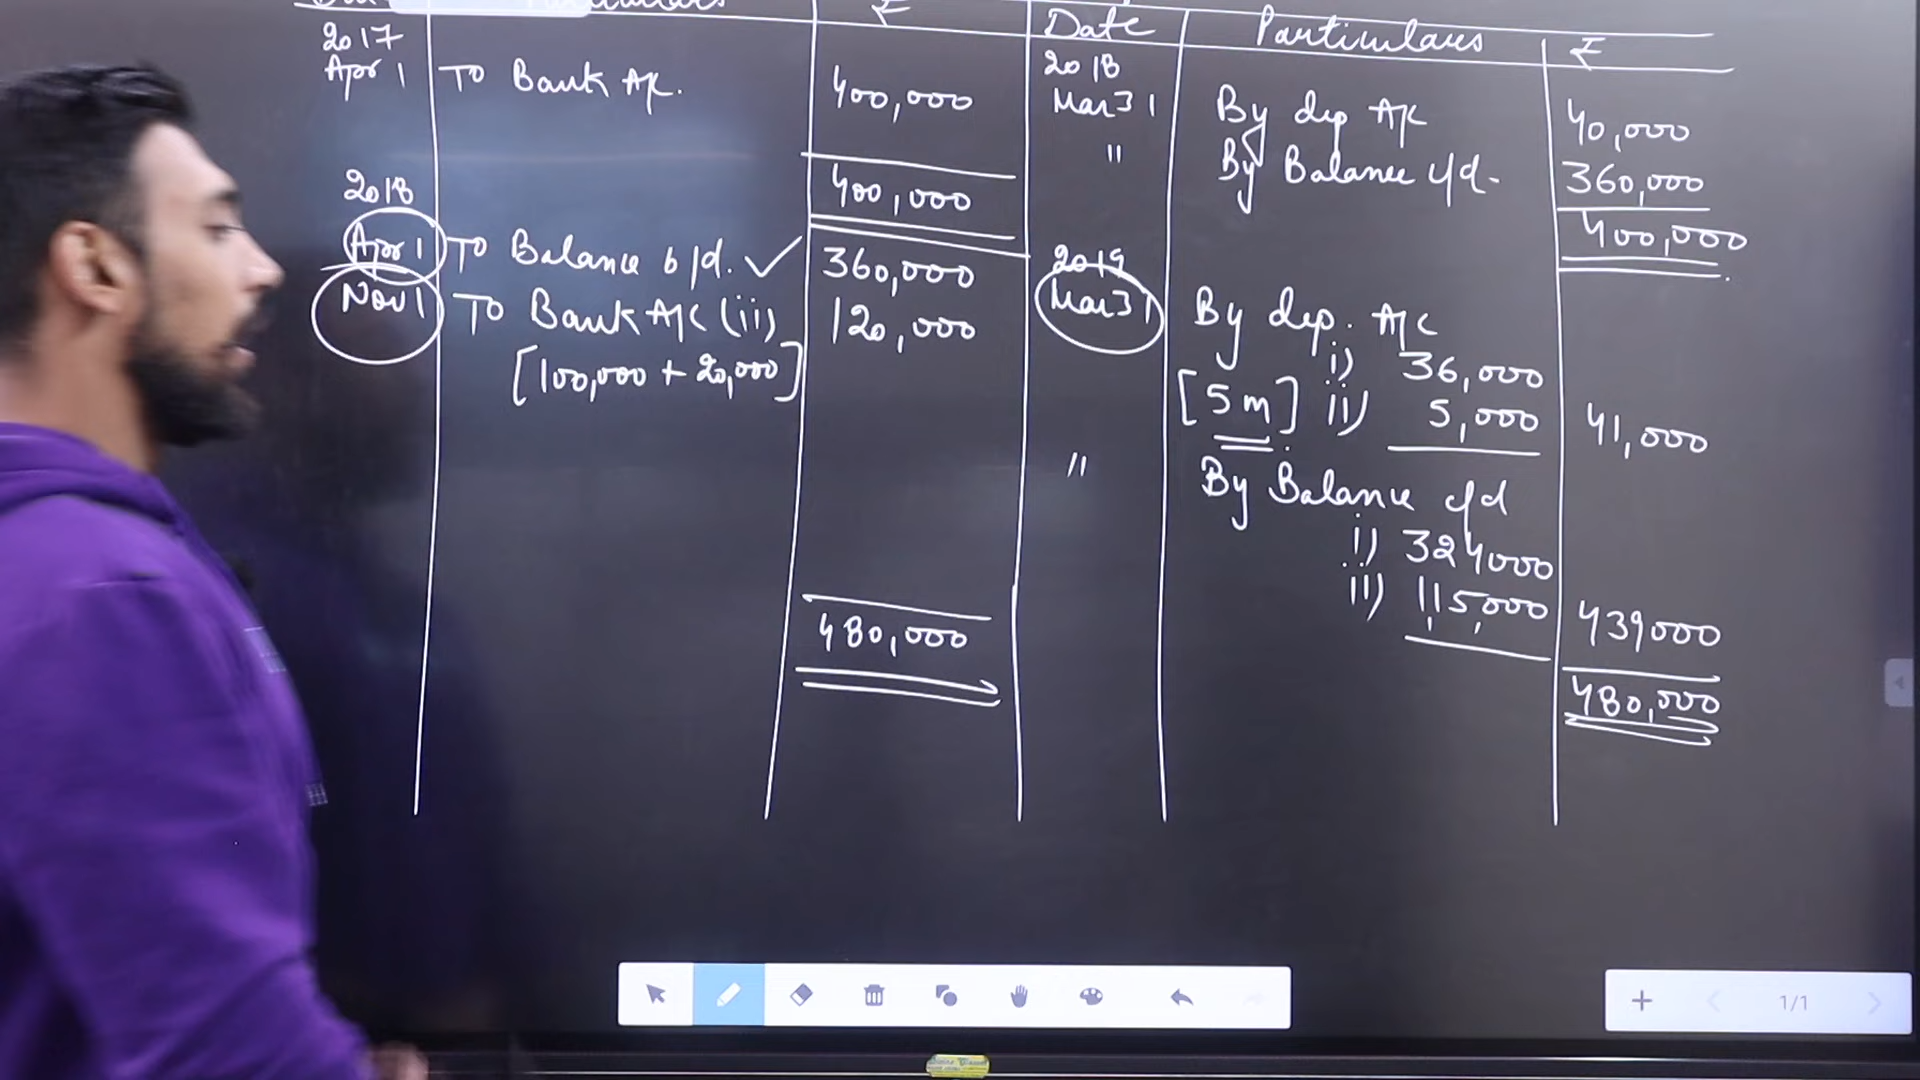 ₹
Date
Particulars
₹
2017
Apr 1
To Bank A/c.
400,000
400,000
2018
Apr 1
To Balance b/d. ✓
360,000
Nov 1
To Bank A/c (ii)
120,000
[100,000 + 20,000]
480,000
2018
Mar 31
By dep A/c
40,000
"
By Balance c/d-
360,000
400,000
2019
Mar 31
By dep. A/c
i) 36,000
[5m] ii) 5,000
41,000
"
By Balance c/d
i) 324000
ii) 115,000
439000
480,000
1/1